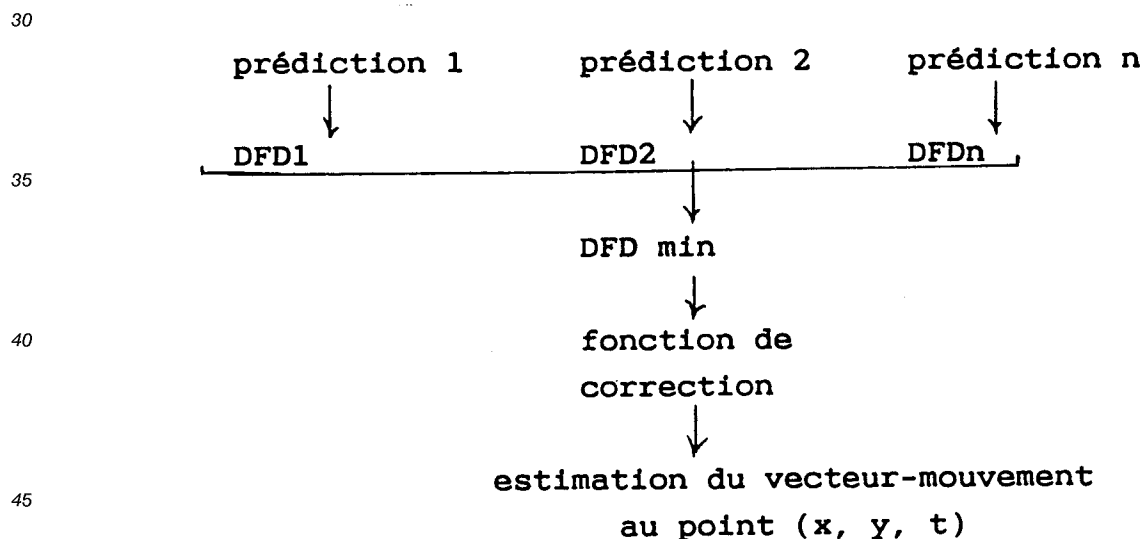 30
prédiction 1 prédiction 2 prédiction n
DFD1 DFD2 DFDn
35
DFD min
40
fonction de
correction
estimation du vecteur-mouvement
45
au point (x, y, t)